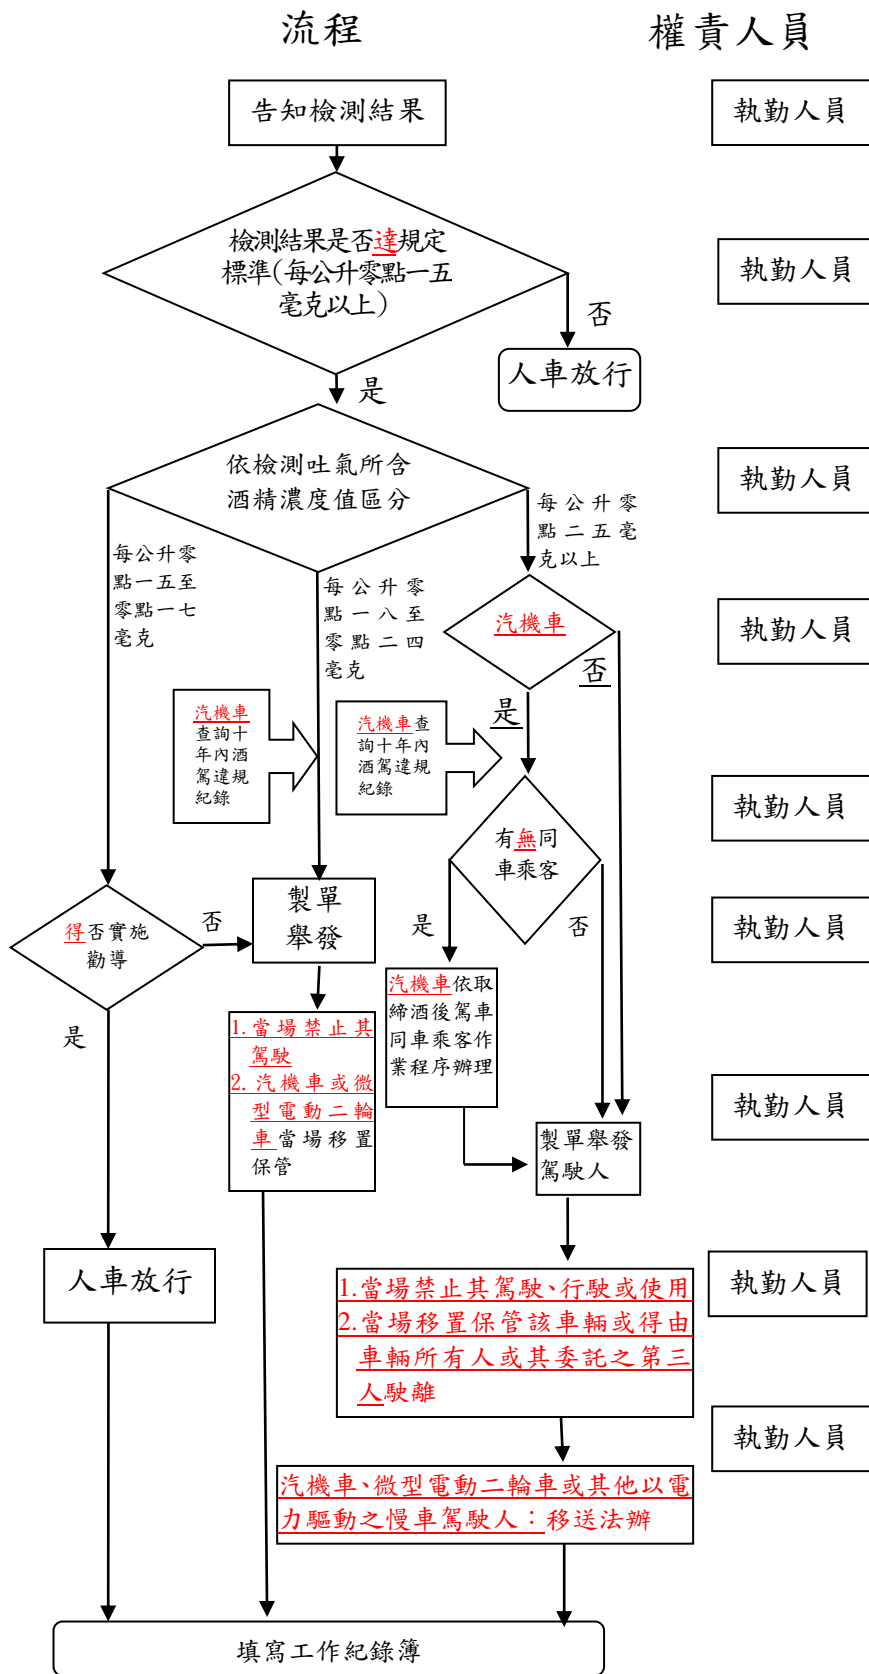 流程
權責人員
告知檢測結果
執勤人員
檢測結果是否達規定
標準(每公升零點一五
毫克以上)
執勤人員
否
人車放行
是
依檢測吐氣所含
酒精濃度值區分
執勤人員
每公升零
點一五至
零點一七
毫克
每公升零
點一八至
零點二四
毫克
每公升零
點二五毫
克以上
汽機車
執勤人員
否
是
汽機車
查詢十
年內酒
駕違規
紀錄
汽機車查
詢十年內
酒駕違規
紀錄
有無同
車乘客
執勤人員
是
否
得否實施
勸導
否
是
製單
舉發
執勤人員
汽機車依取
締酒後駕車
同車乘客作
業程序辦理
1.當場禁止其
駕駛
2.汽機車或微
型電動二輪
車當場移置
保管
製單舉發
駕駛人
執勤人員
人車放行
1.當場禁止其駕駛、行駛或使用
2.當場移置保管該車輛或得由
車輛所有人或其委託之第三
人駛離
執勤人員
汽機車、微型電動二輪車或其他以電
力驅動之慢車駕駛人：移送法辦
執勤人員
填寫工作紀錄簿